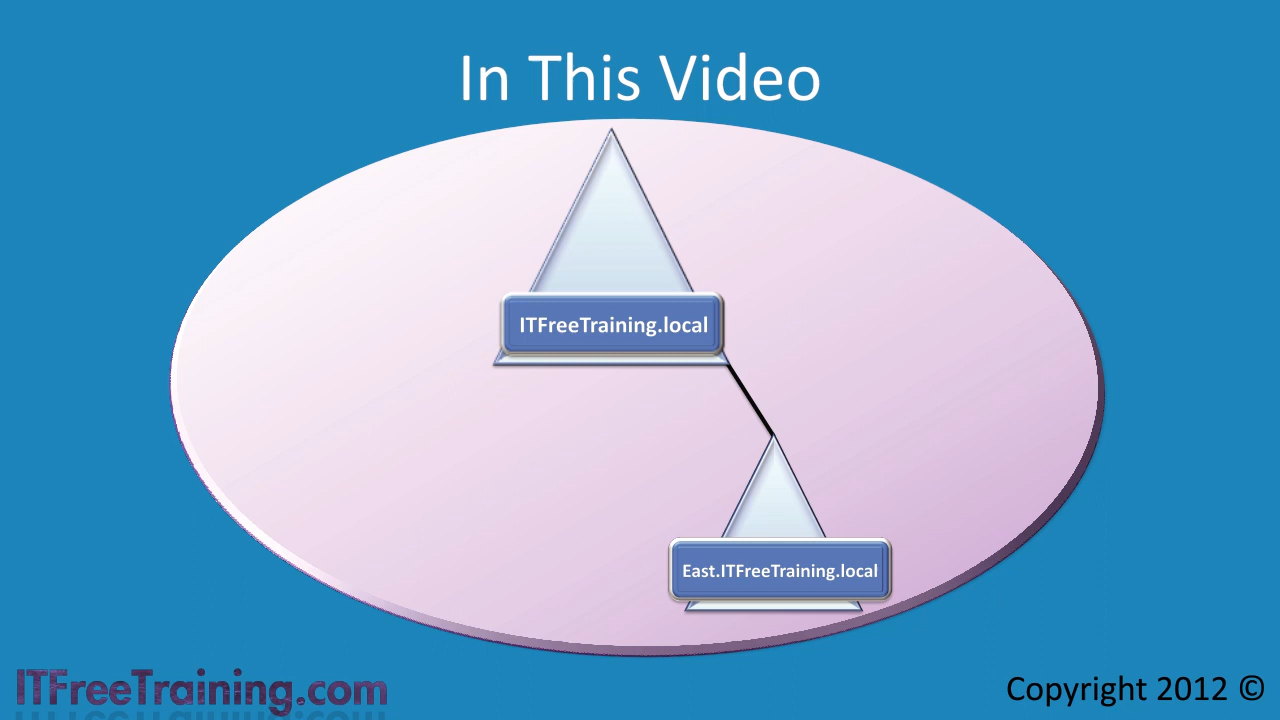 In This Video
ITFreeTraining.local
East.ITFreeTraining.local
ITFreeTraining.com
Copyright 2012 ©